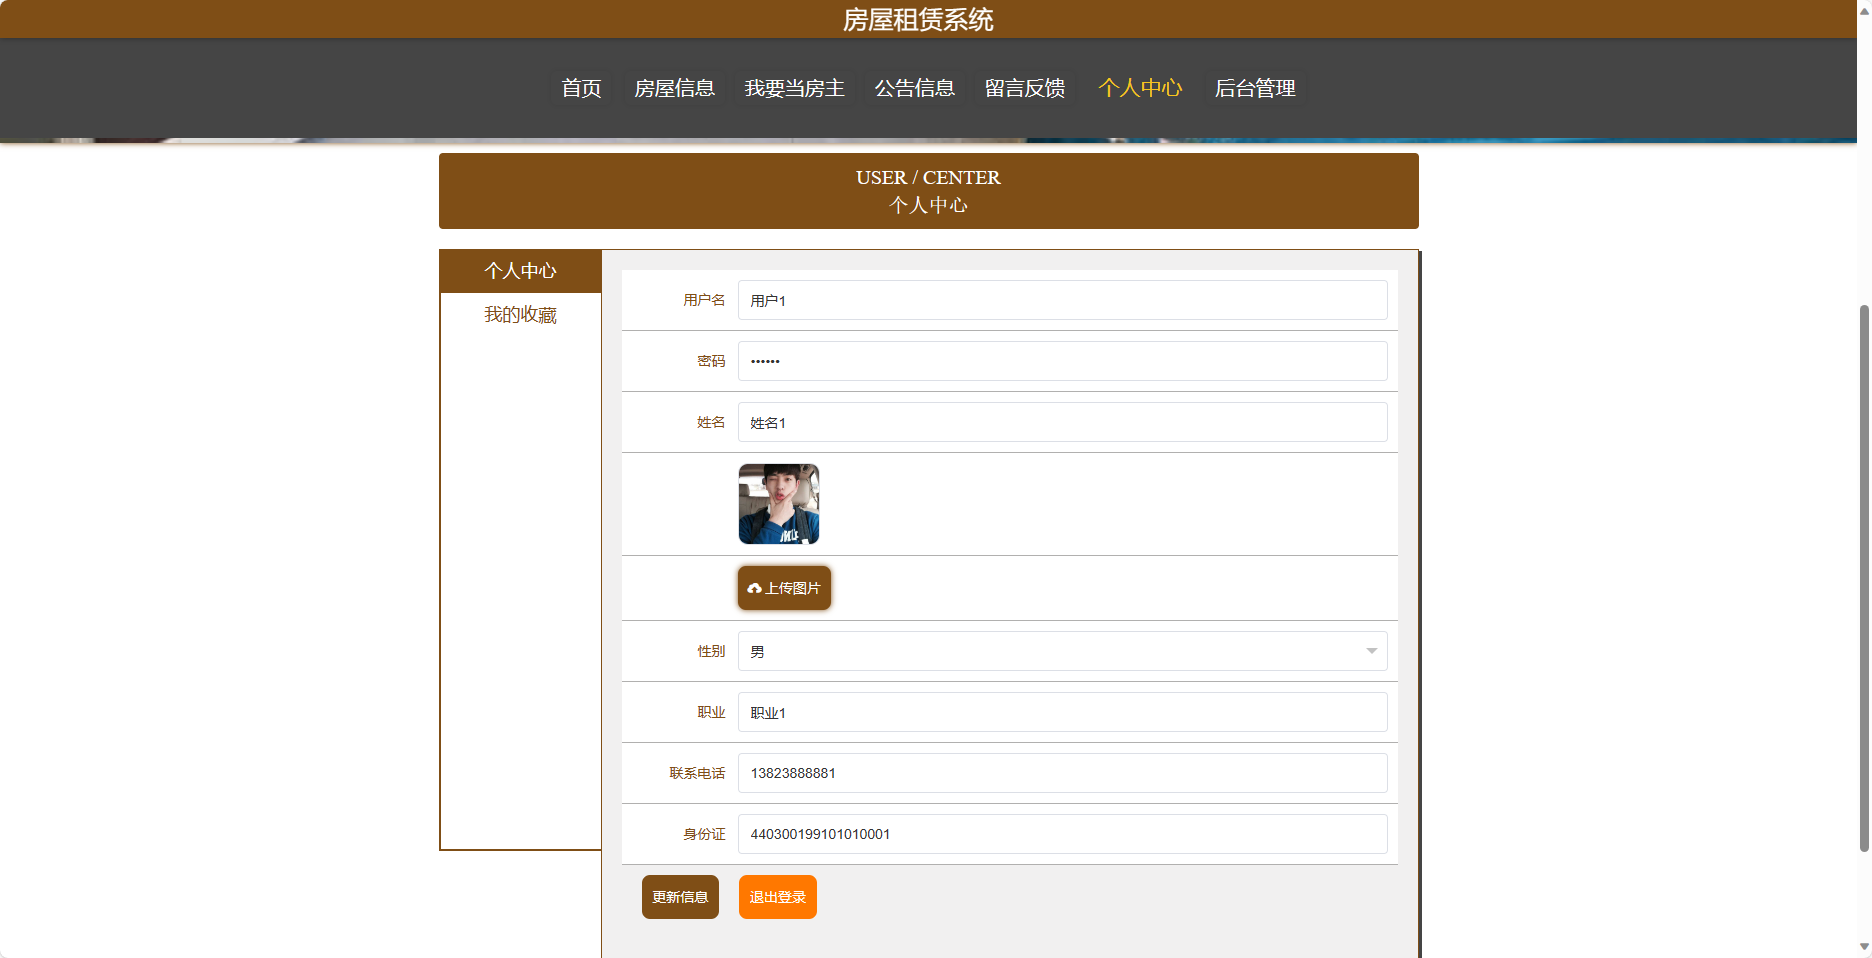 房屋租赁系统
首页 房屋信息 我要当房主 公告信息 留言反馈 个人中心 后台管理
USER / CENTER
个人中心
个人中心
我的收藏
用户名 用户1
密码 ••••••
姓名 姓名1
上传图片
性别 男
职业 职业1
联系电话 13823888881
身份证 440300199101010001
更新信息 退出登录